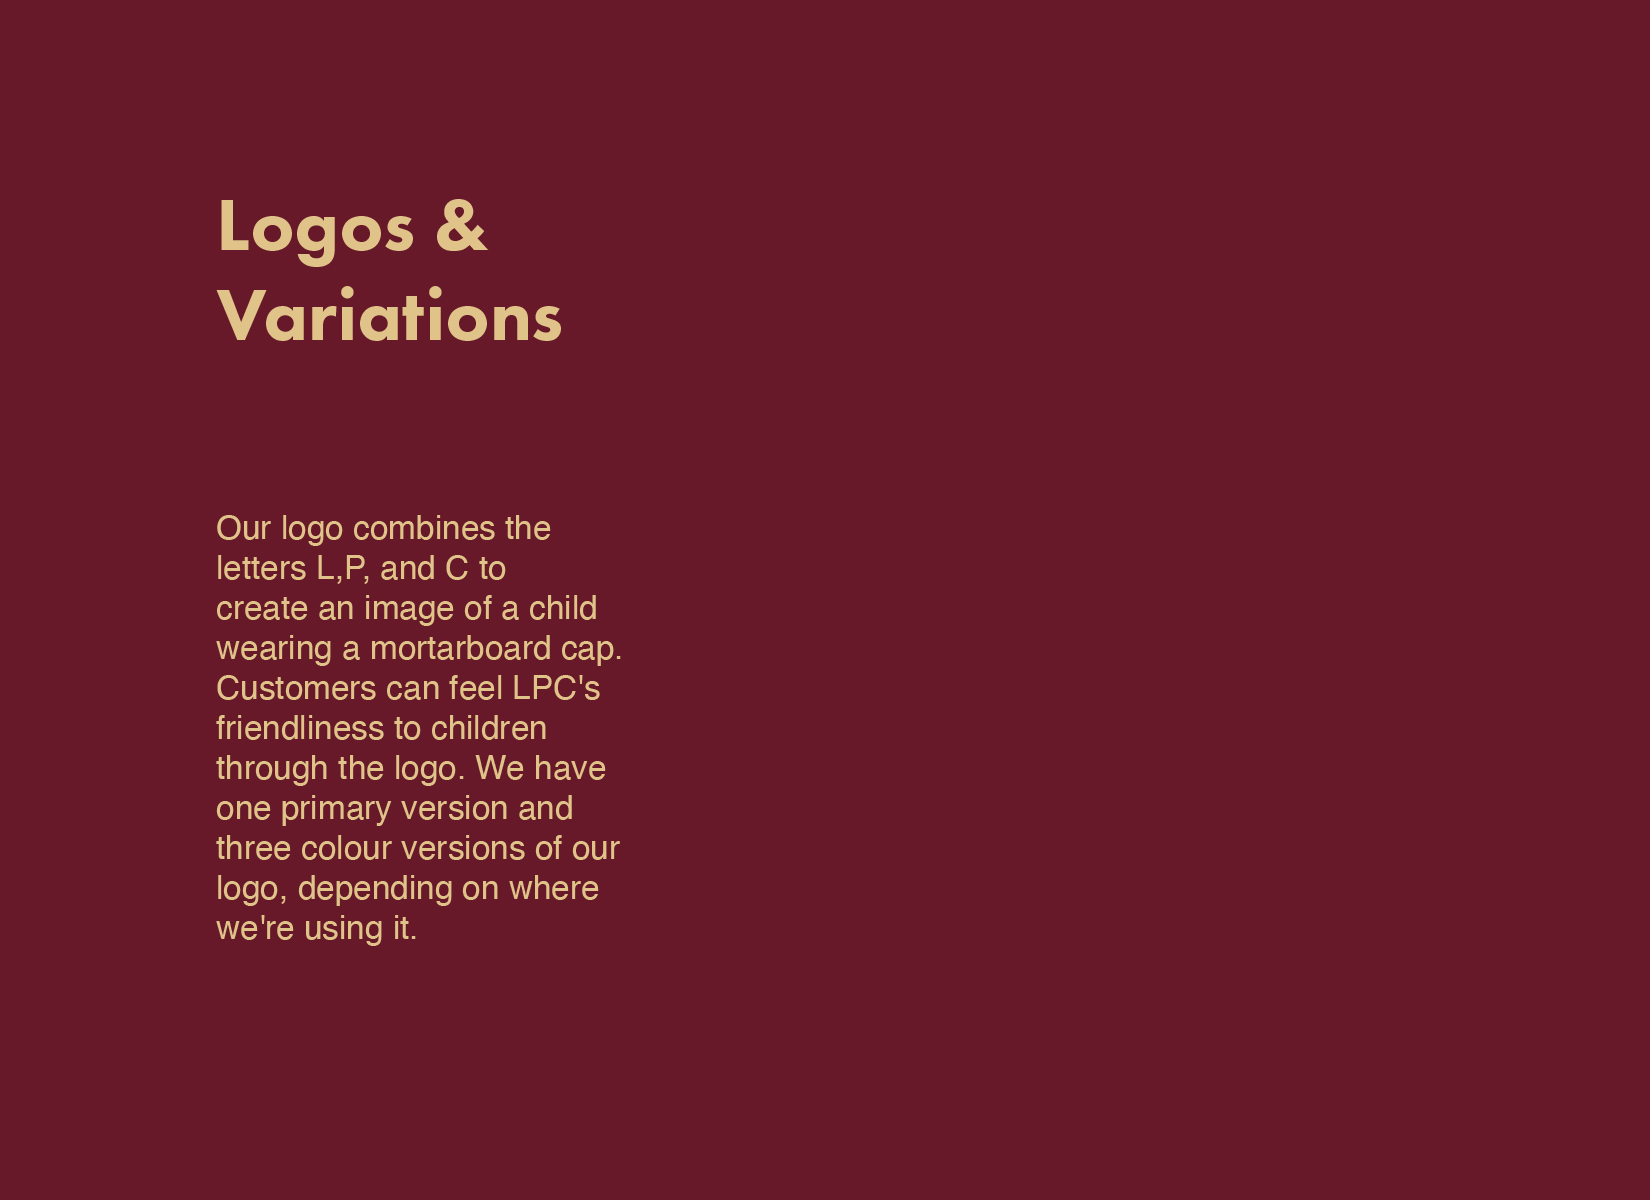 Logos &
Variations
Our logo combines the
letters L,P, and C to
create an image of a child
wearing a mortarboard cap.
Customers can feel LPC's
friendliness to children
through the logo. We have
one primary version and
three colour versions of our
logo, depending on where
we're using it.